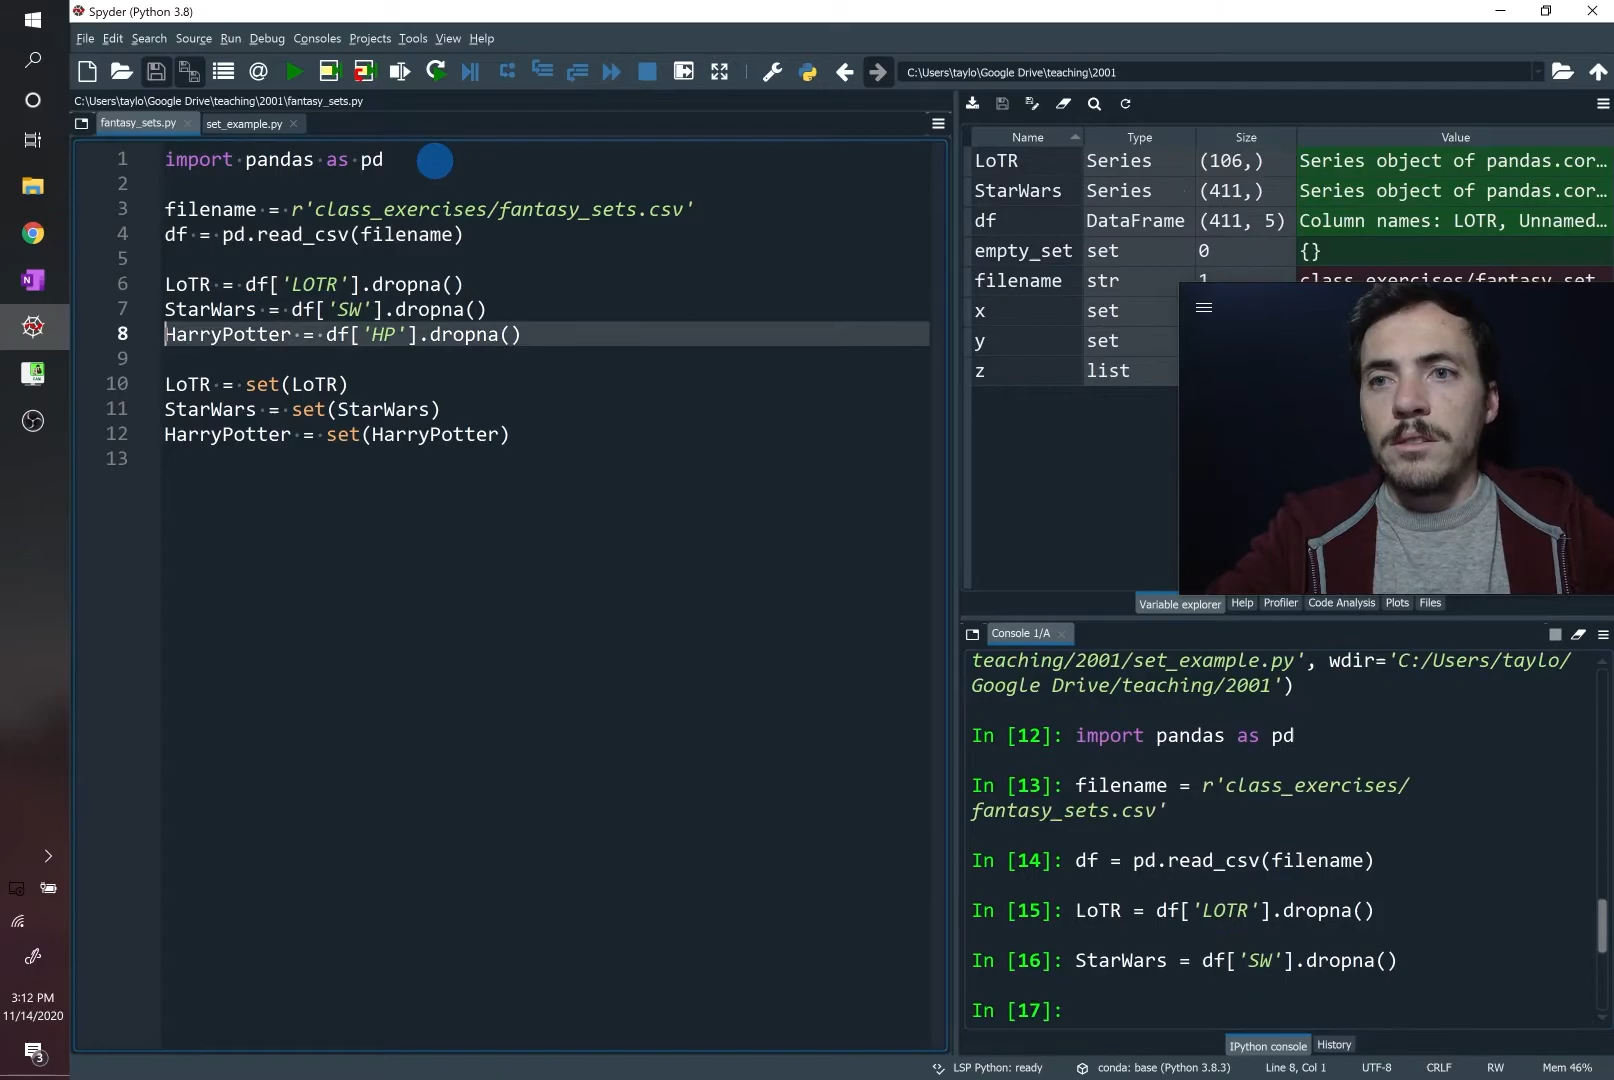 Spyder (Python 3.8)
File Edit Search Source Run Debug Consoles Projects Tools View Help
C:\Users\taylo\Google Drive\teaching\2001
C:\Users\taylo\Google Drive\teaching\2001\fantasy_sets.py
fantasy_sets.py set_example.py
1 import pandas as pd
2
3 filename = r'class_exercises/fantasy_sets.csv'
4 df = pd.read_csv(filename)
5
6 LoTR = df['LOTR'].dropna()
7 StarWars = df['SW'].dropna()
8 HarryPotter = df['HP'].dropna()
9
10 LoTR = set(LoTR)
11 StarWars = set(StarWars)
12 HarryPotter = set(HarryPotter)
13
Name Type Size Value
LoTR Series (106,) Series object of pandas.cor...
StarWars Series (411,) Series object of pandas.cor...
df DataFrame (411, 5) Column names: LOTR, Unnamed...
empty_set set 0 {}
filename str 1 class_exercises/fantasy_set
x set
y set
z list
Variable explorer Help Profiler Code Analysis Plots Files
Console 1/A
teaching/2001/set_example.py', wdir='C:/Users/taylo/
Google Drive/teaching/2001')
In [12]: import pandas as pd
In [13]: filename = r'class_exercises/
fantasy_sets.csv'
In [14]: df = pd.read_csv(filename)
In [15]: LoTR = df['LOTR'].dropna()
In [16]: StarWars = df['SW'].dropna()
In [17]:
IPython console History
LSP Python: ready conda: base (Python 3.8.3) Line 8, Col 1 UTF-8 CRLF RW Mem 46%
3:12 PM
11/14/2020
3